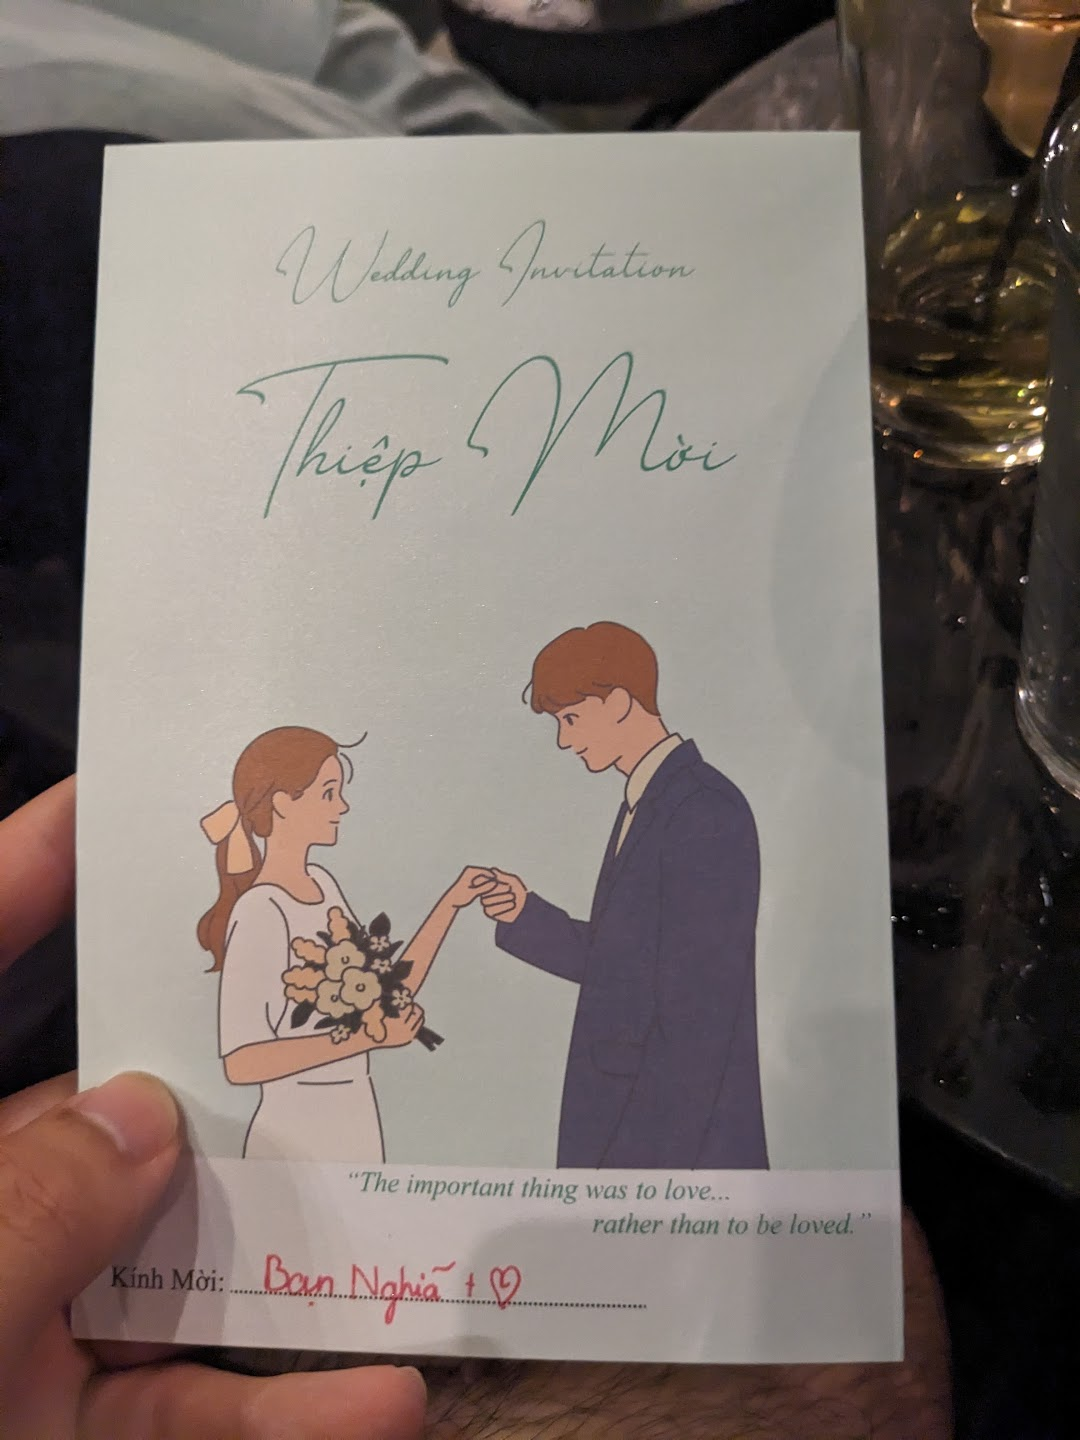 Wedding Invitation
Thiệp Mời
“The important thing was to love...
rather than to be loved.”
Kính Mời: Bạn Nghĩa + ♡